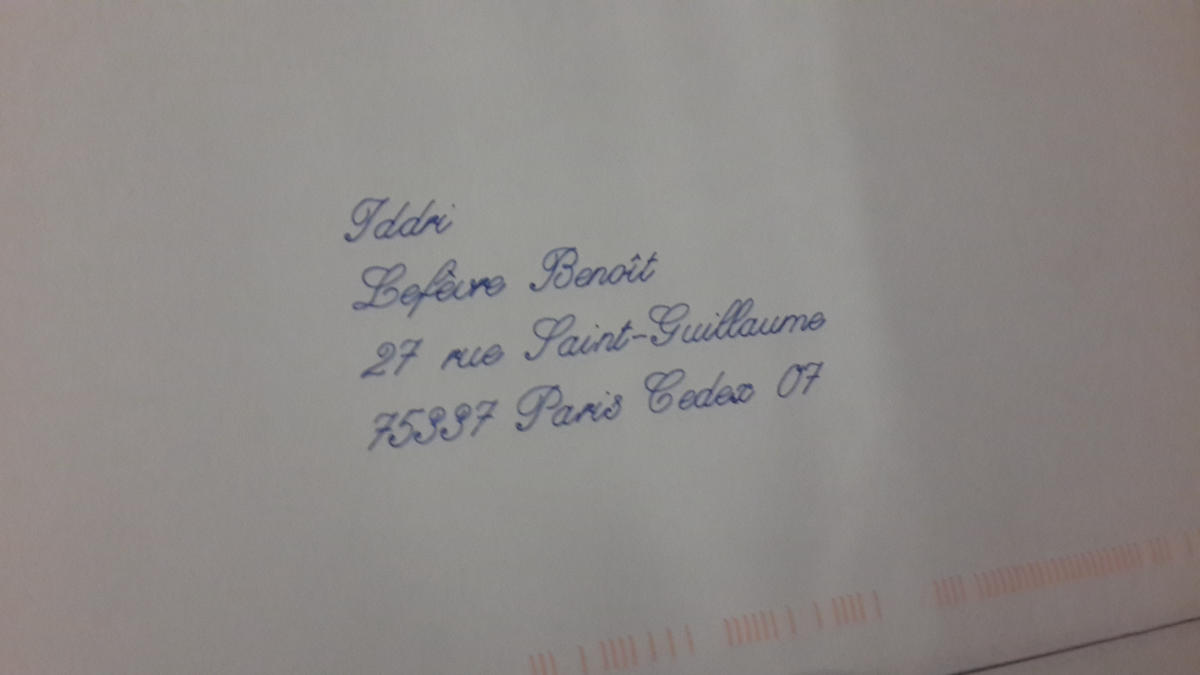 Iddri
Lefèvre Benoît
27 rue Saint-Guillaume
75337 Paris Cedex 07